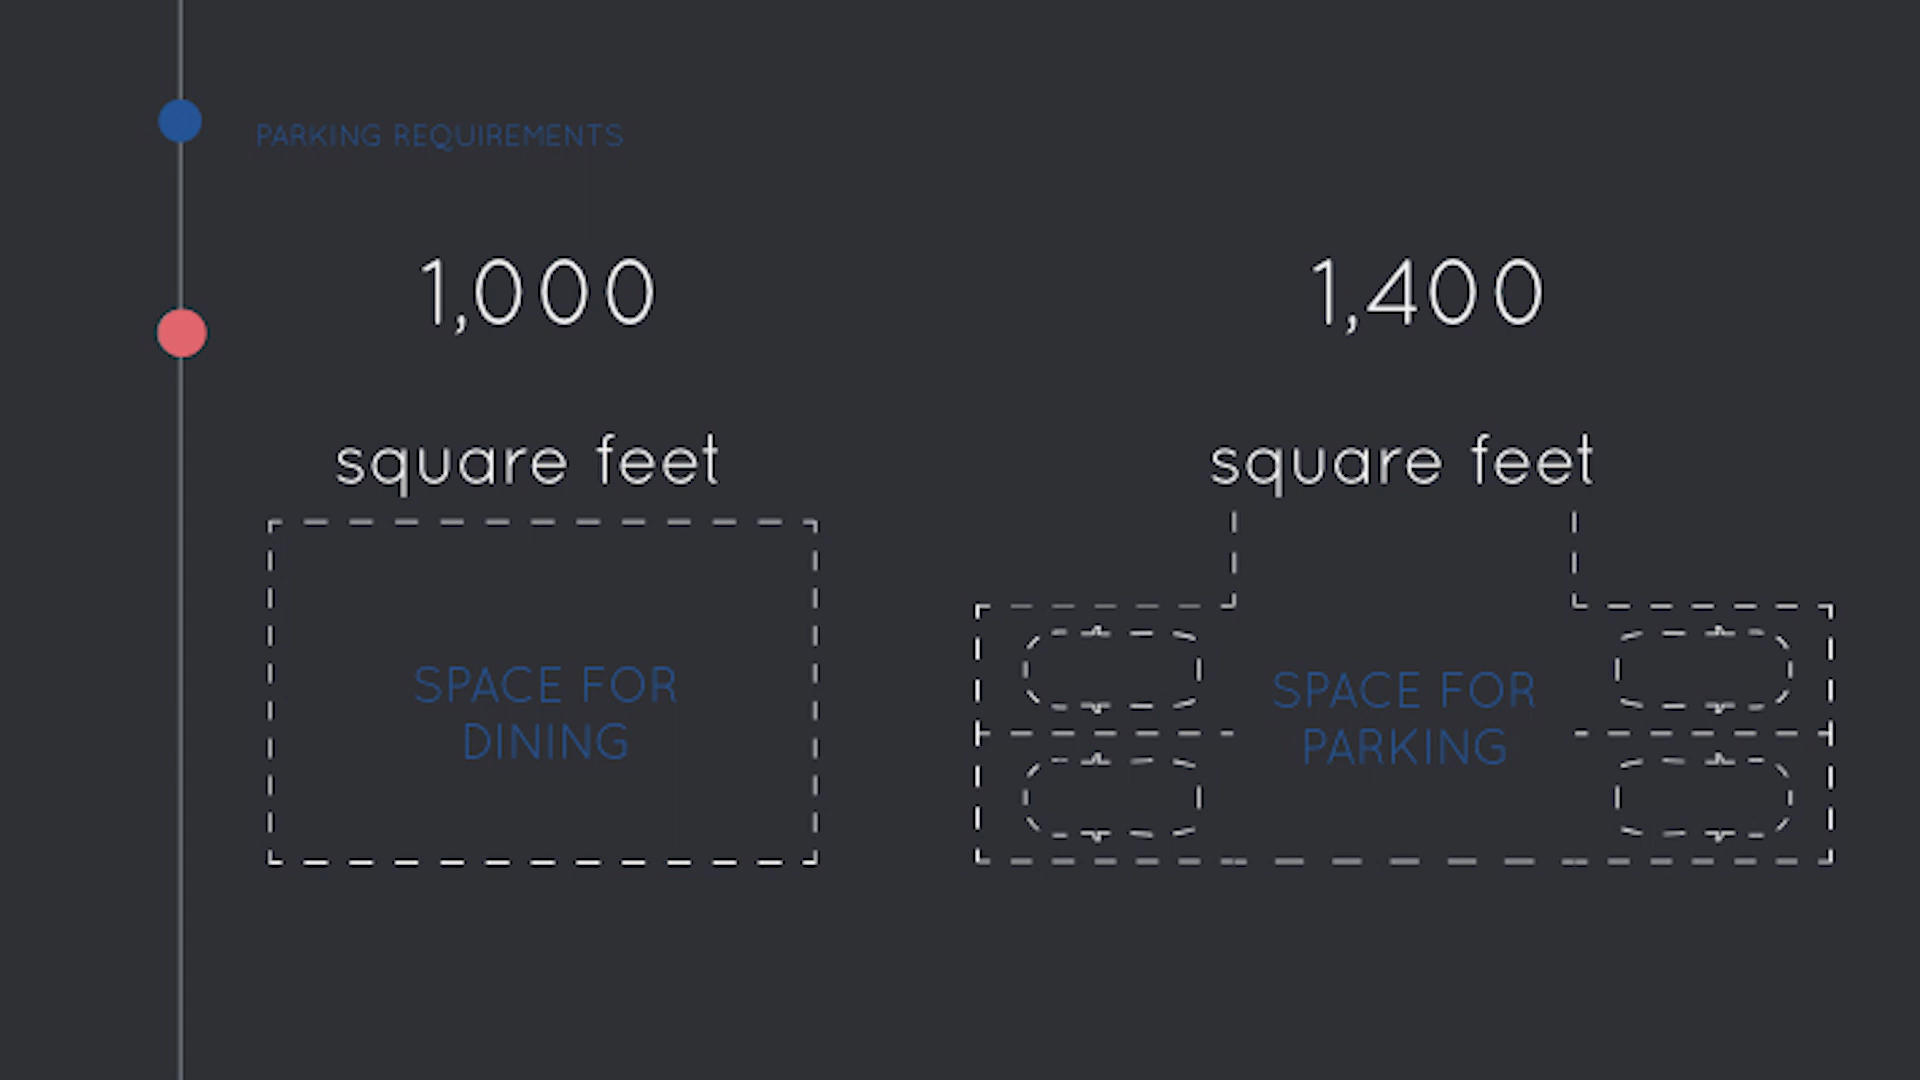 PARKING REQUIREMENTS
1,000
square feet
SPACE FOR
DINING
1,400
square feet
SPACE FOR
PARKING